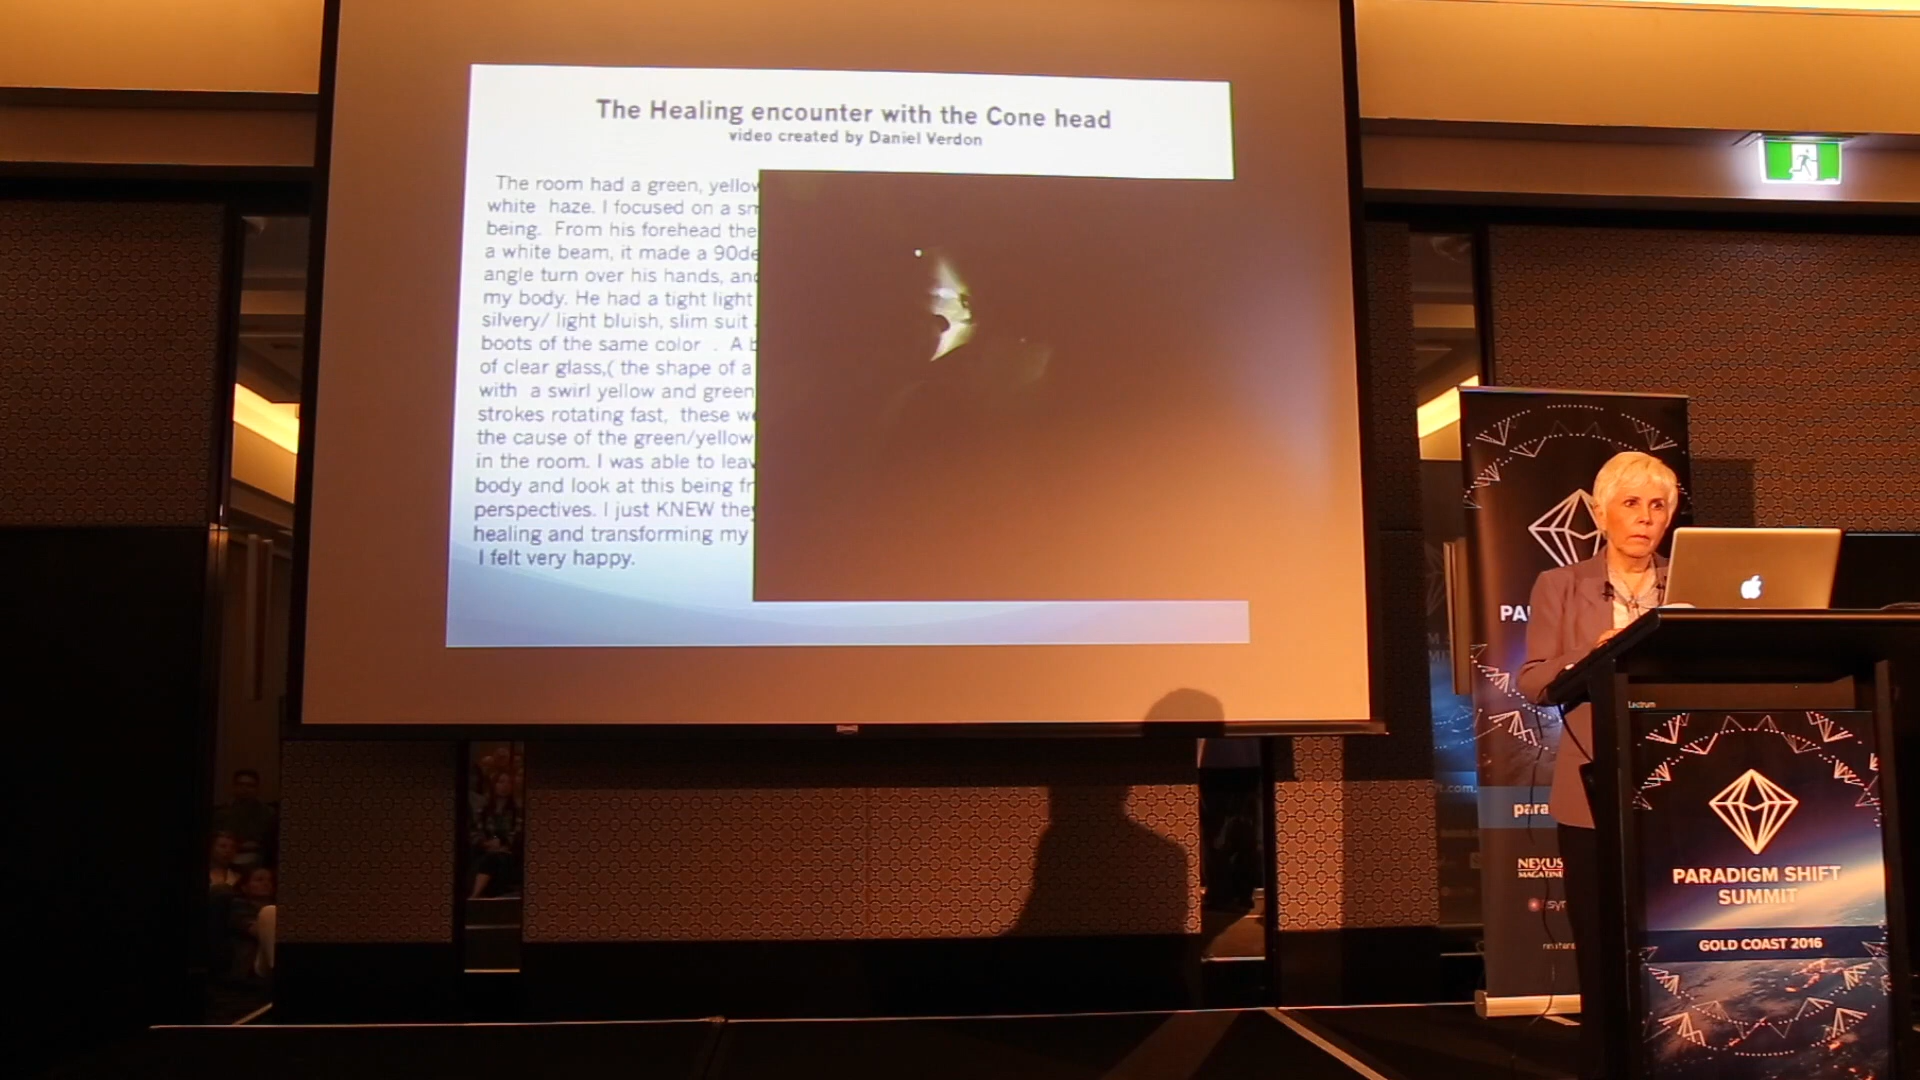 The Healing encounter with the Cone head
video created by Daniel Verdon
The room had a green, yellow
white haze. I focused on a
being. From his forehead the
a white beam, it made a 90de
angle turn over his hands, and
my body. He had a tight light
silvery/ light bluish, slim suit
boots of the same color . A
of clear glass,( the shape of a
with a swirl yellow and green
strokes rotating fast, these
the cause of the green/yellow
in the room. I was able to
body and look at this being
perspectives. I just KNEW they
healing and transforming my
I felt very happy.
PA
para
NEXUS
MAGAZINE
Lectrum
PARADIGM SHIFT
SUMMIT
GOLD COAST 2016